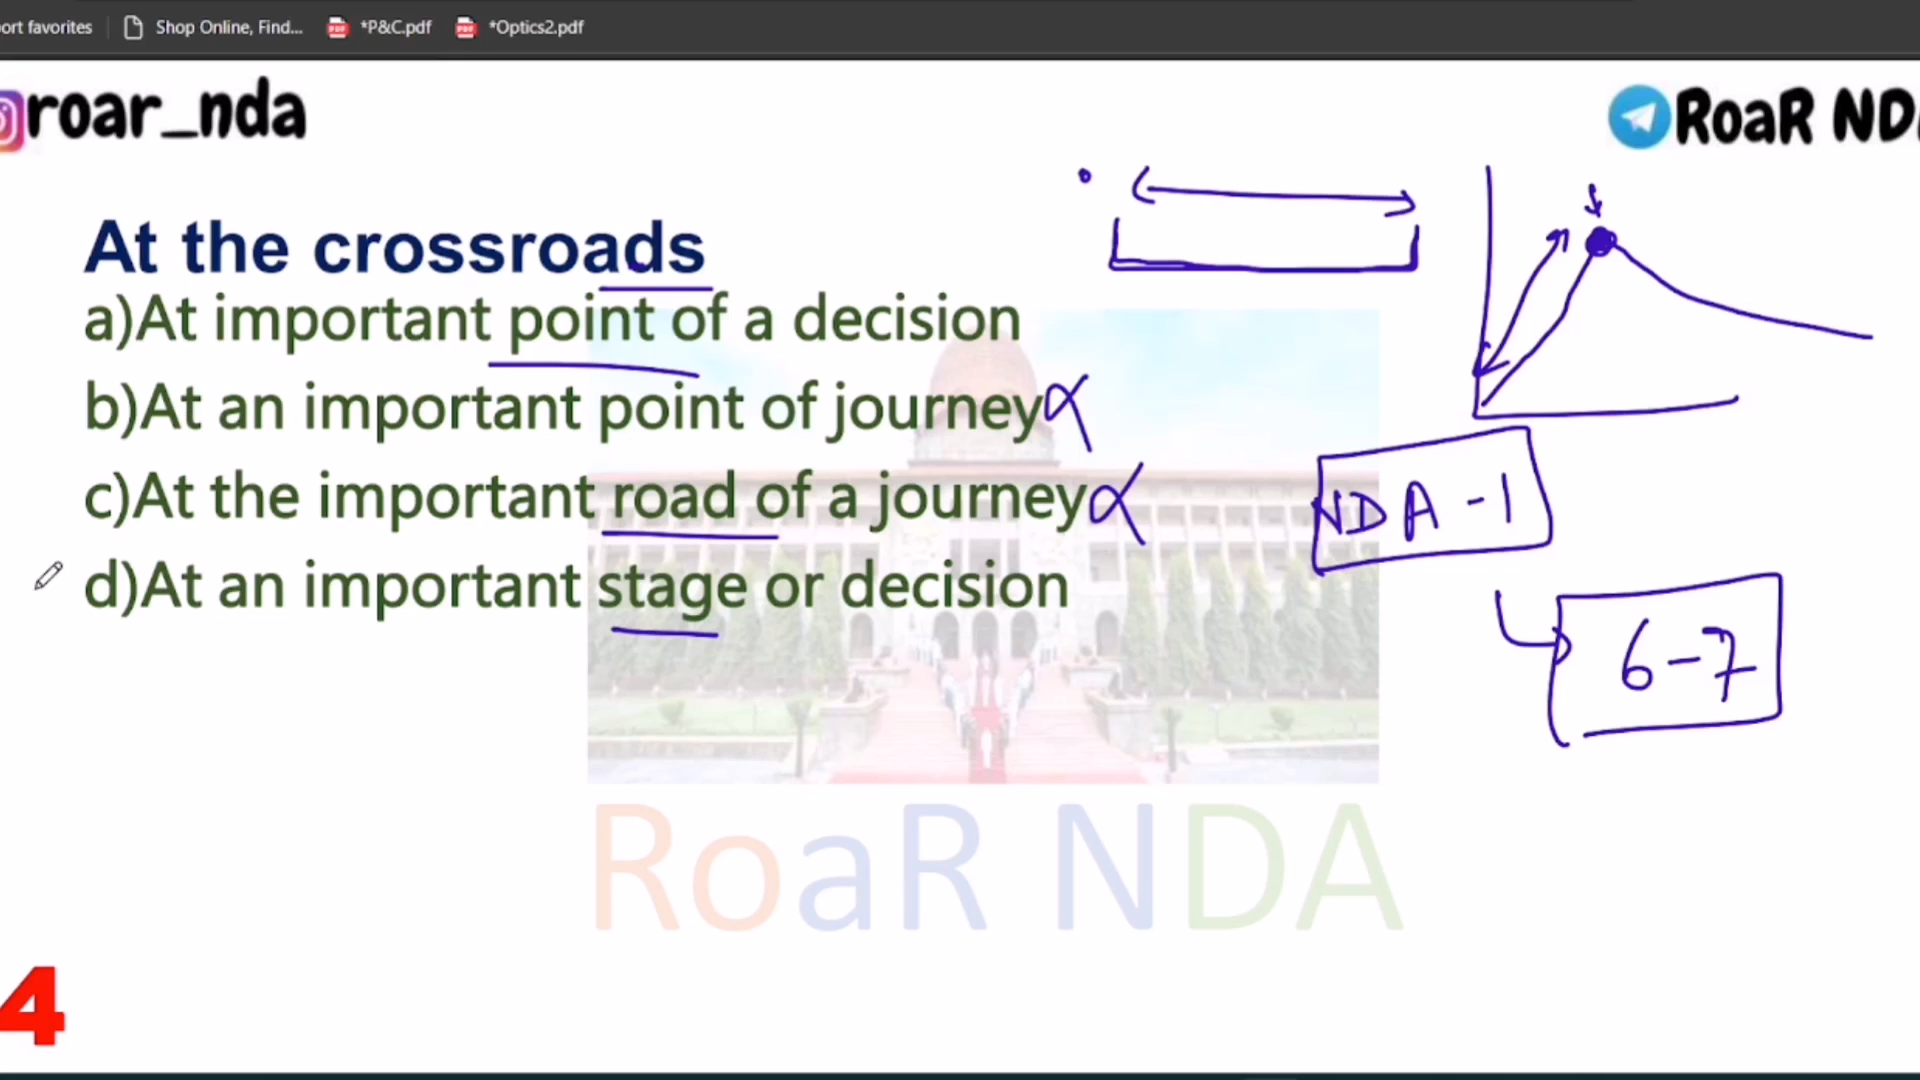 ort favorites Shop Online, Find... *P&C.pdf *Optics2.pdf
roar_nda
RoaR ND
At the crossroads
a)At important point of a decision
b)At an important point of journey
c)At the important road of a journey
d)At an important stage or decision
NDA-1
6-7
RoaR NDA
4